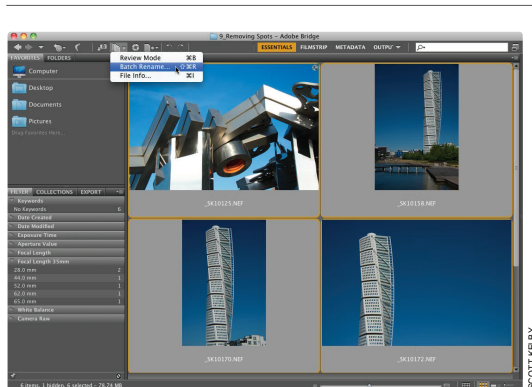 9_Removing Spots – Adobe Bridge
ESSENTIALS FILMSTRIP METADATA OUTPUT
Review Mode ⌘B
Batch Rename... ⇧⌘R
File Info... ⌘I
FAVORITES FOLDERS
Computer
Desktop
Documents
Pictures
Drag Favorites Here...
_SK10125.NEF
_SK10158.NEF
FILTER COLLECTIONS EXPORT
Keywords
No Keywords 6
Date Created
Date Modified
Exposure Time
Aperture Value
Focal Length
Focal Length 35mm
28.0 mm 2
44.0 mm 1
52.0 mm 1
62.0 mm 1
65.0 mm 1
White Balance
Camera Raw
_SK10170.NEF
_SK10172.NEF
6 items, 1 hidden, 6 selected - 78.74 MB
SCOTT KELBY